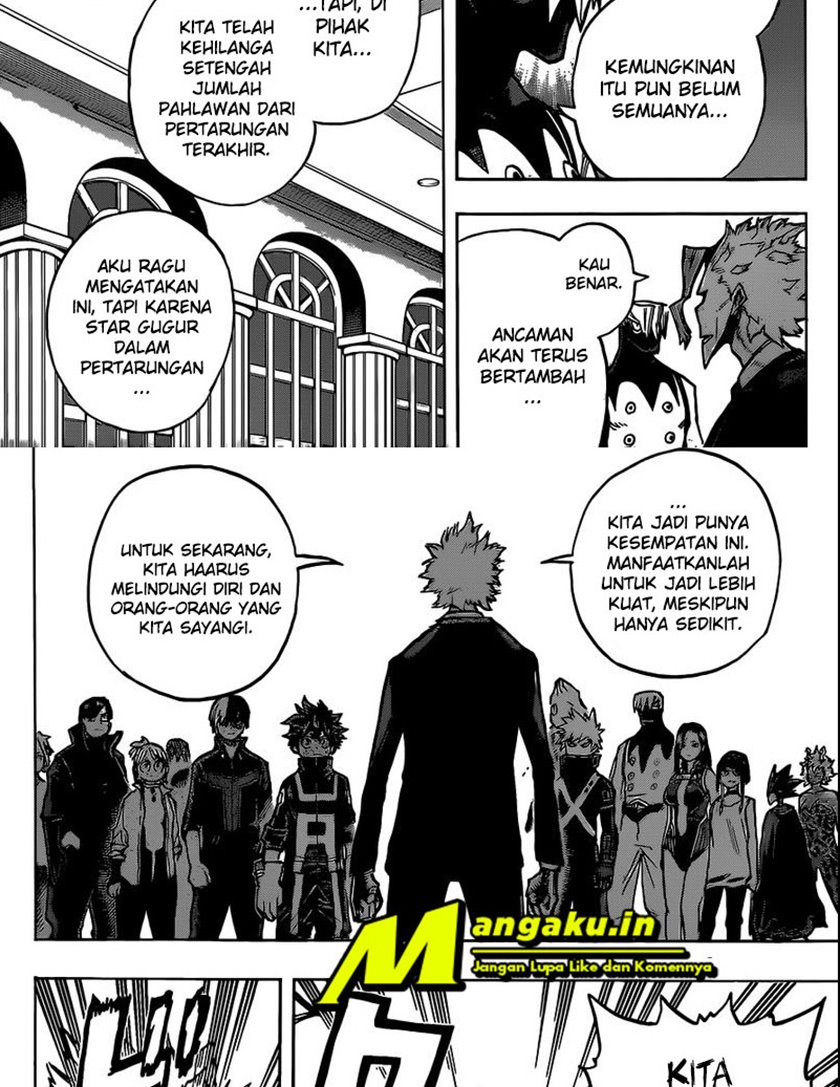 KEMUNGKINAN
ITU PUN BELUM
SEMUANYA...
...TAPI, DI
PIHAK
KITA...
KITA TELAH
KEHILANGA
SETENGAH
JUMLAH
PAHLAWAN DARI
PERTARUNGAN
TERAKHIR.
KAU
BENAR.
ANCAMAN
AKAN TERUS
BERTAMBAH
...
AKU RAGU
MENGATAKAN
INI, TAPI KARENA
STAR GUGUR
DALAM
PERTARUNGAN
...
...
KITA JADI PUNYA
KESEMPATAN INI.
MANFAATKANLAH
UNTUK JADI LEBIH
KUAT, MESKIPUN
HANYA SEDIKIT.
UNTUK SEKARANG,
KITA HAARUS
MELINDUNGI DIRI DAN
ORANG-ORANG YANG
KITA SAYANGI.
Mangaku.in
Jangan Lupa Like dan Komennya
KITA